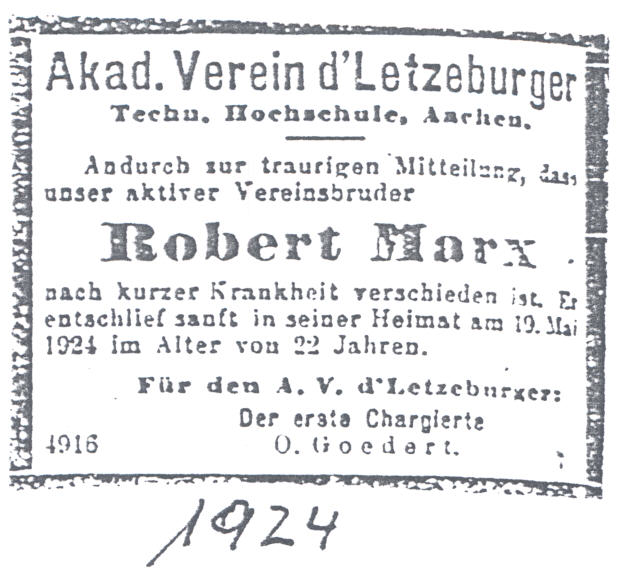 Akad. Verein d'Letzeburger
Techn. Hochschule, Aachen.
Andurch zur traurigen Mitteilung, dass
unser aktiver Vereinsbruder
Robert Marx
nach kurzer Krankheit verschieden ist. Er
entschlief sanft in seiner Heimat am 19. Mai
1924 im Alter von 22 Jahren.
Für den A. V. d'Letzeburger:
Der erste Chargierte
4916 O. Goedert.
1924